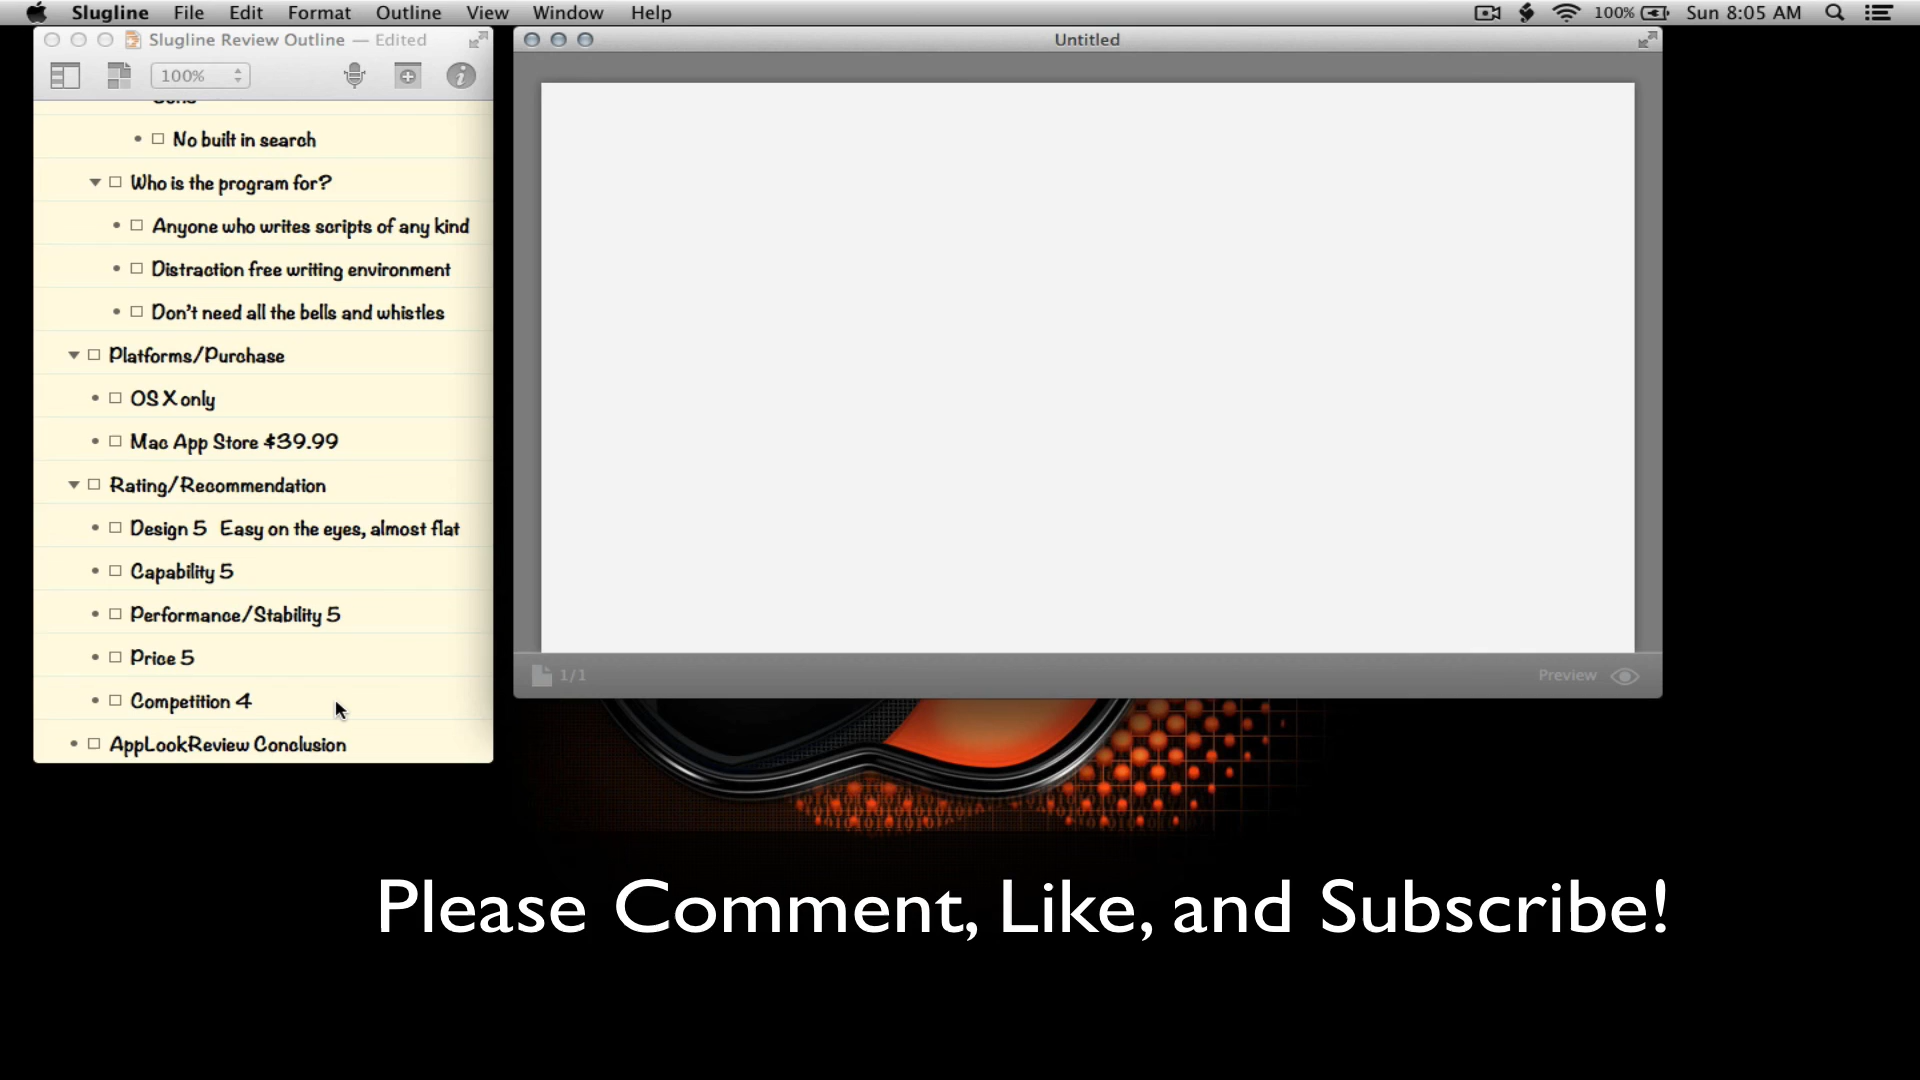 Slugline File Edit Format Outline View Window Help 100% Sun 8:05 AM
Slugline Review Outline — Edited
100%
No built in search
Who is the program for?
Anyone who writes scripts of any kind
Distraction free writing environment
Don't need all the bells and whistles
Platforms/Purchase
OS X only
Mac App Store $39.99
Rating/Recommendation
Design 5 Easy on the eyes, almost flat
Capability 5
Performance/Stability 5
Price 5
Competition 4
AppLookReview Conclusion
Untitled
1/1 Preview
Please Comment, Like, and Subscribe!